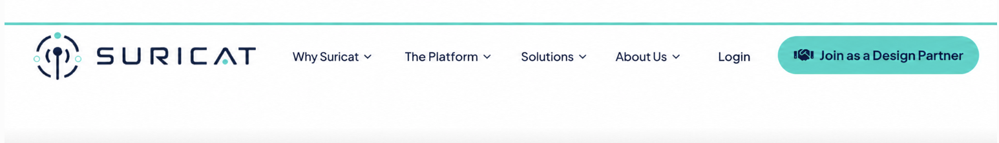 SURICAT
Why Suricat
The Platform
Solutions
About Us
Login
Join as a Design Partner